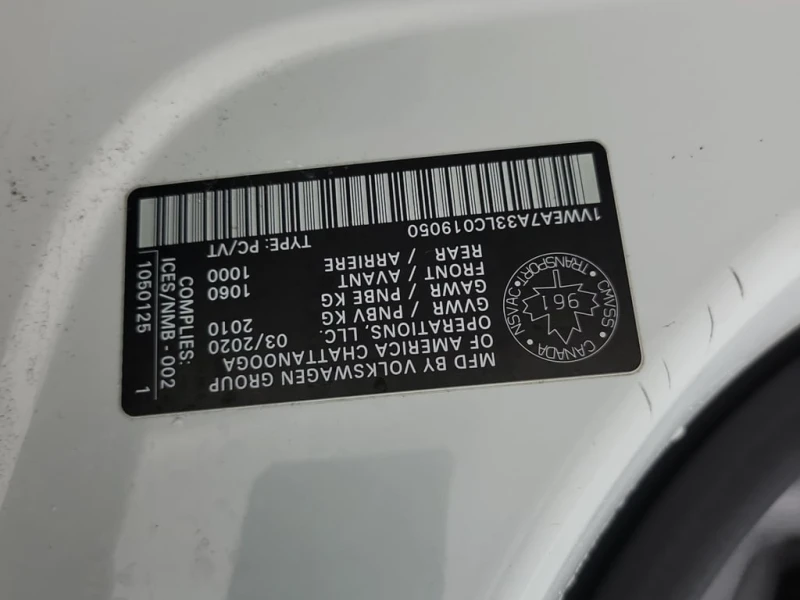 MFD BY VOLKSWAGEN GROUP
OF AMERICA CHATTANOOGA
OPERATIONS, LLC. 03/2020
GVWR / PNBV KG 2010
GAWR / PNBE KG
FRONT / AVANT 1060
REAR / ARRIERE 1000
COMPLIES:
ICES/NMB - 002
TRANSPORT CMVSS
961
NSVAC CANADA
1VWEA7A33LC019050
TYPE: PC/VT
1050125 1